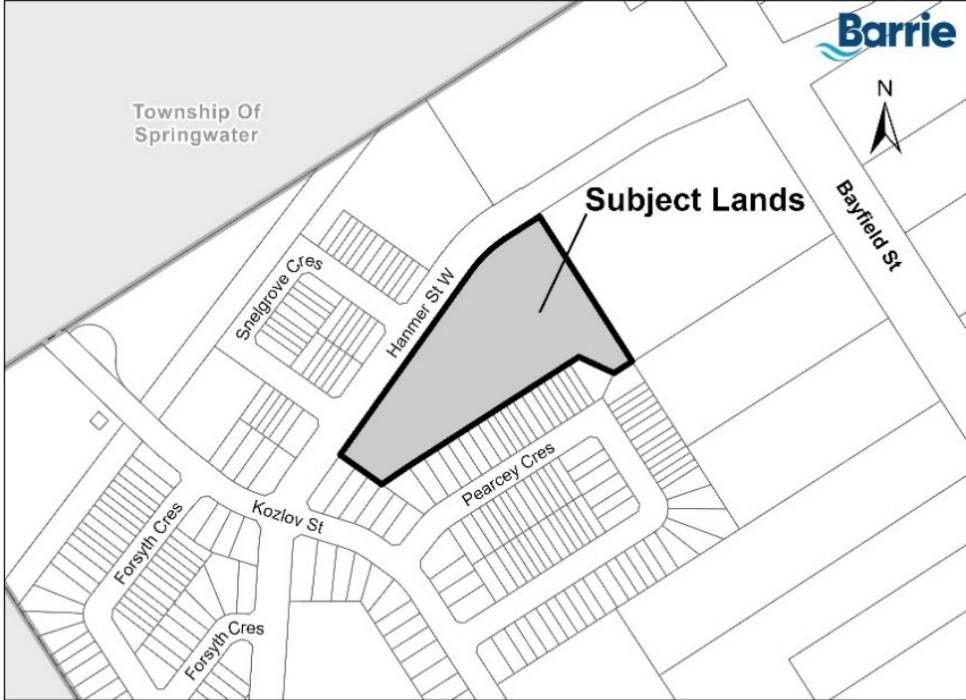 Barrie
N
Township Of
Springwater
Subject Lands
Bayfield St
Snelgrove Cres
Hanmer St W
Pearcey Cres
Kozlov St
Forsyth Cres
Forsyth Cres